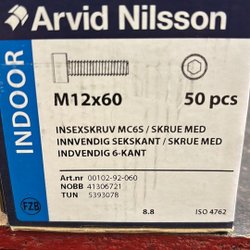 Arvid Nilsson
INDOOR
M12x60 50 pcs
INSEXSKRUV MC6S / SKRUE MED
INNVENDIG SEKSKANT / SKRUE MED
INDVENDIG 6-KANT
Art.nr 00102-92-060
NOBB 41306721
TUN 5393078
FZB
8.8 ISO 4762